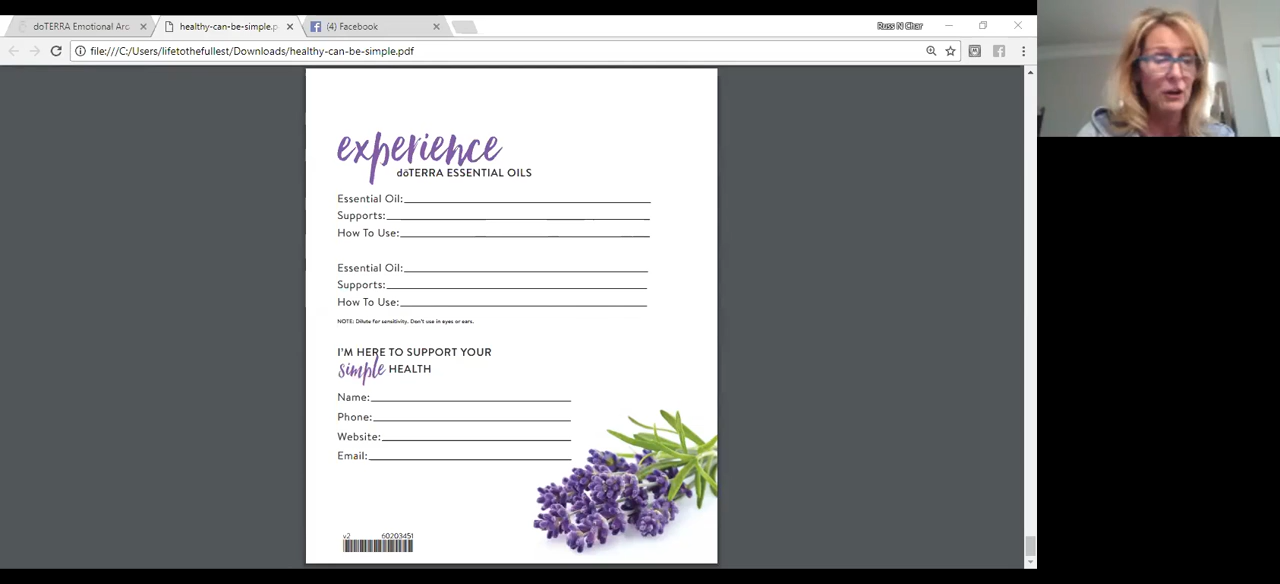 doTERRA Emotional Arc
healthy-can-be-simple.p
(4) Facebook
Russ N Char
file:///C:/Users/lifetothefullest/Downloads/healthy-can-be-simple.pdf
experience
dōTERRA ESSENTIAL OILS
Essential Oil:
Supports:
How To Use:
Essential Oil:
Supports:
How To Use:
NOTE: Dilute for sensitivity. Don't use in eyes or ears.
I'M HERE TO SUPPORT YOUR
simple HEALTH
Name:
Phone:
Website:
Email:
v2 60203451